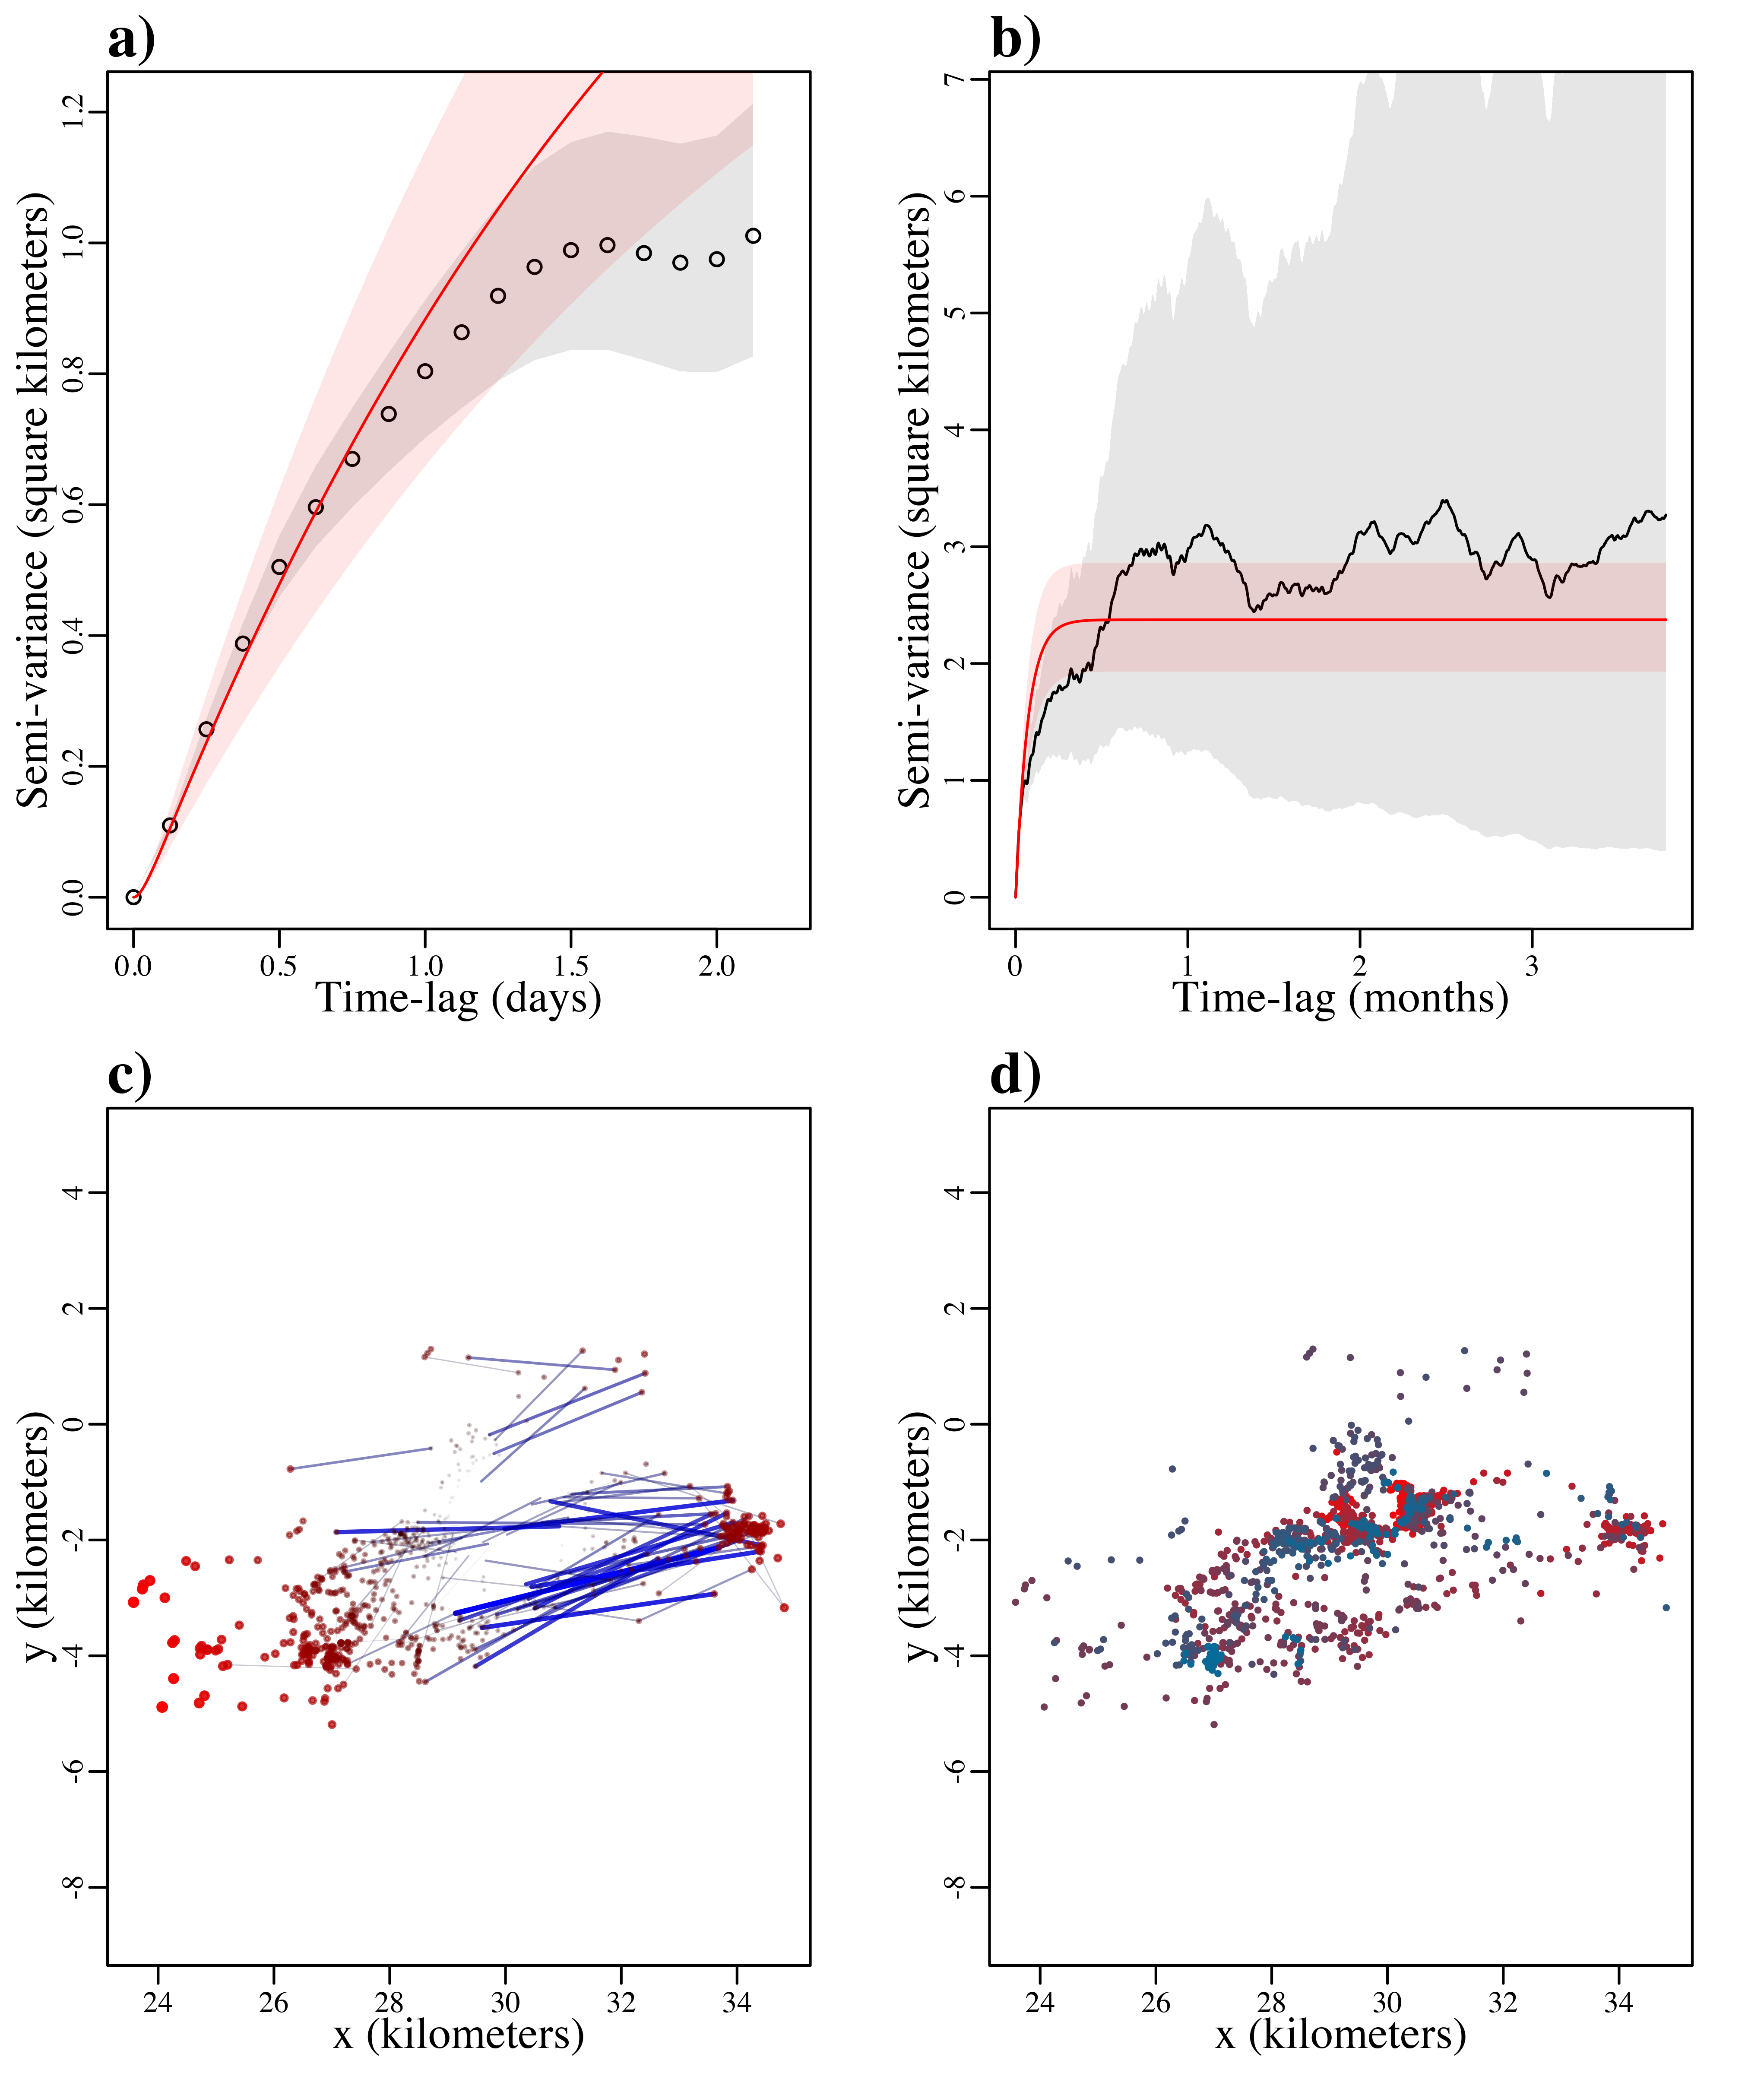 a)
Semi-variance (square kilometers)
1.2
1.0
0.8
0.6
0.4
0.2
0.0
0.0 0.5 1.0 1.5 2.0
Time-lag (days)
b)
Semi-variance (square kilometers)
7
6
5
4
3
2
1
0
0 1 2 3
Time-lag (months)
c)
y (kilometers)
4
2
0
-2
-4
-6
-8
24 26 28 30 32 34
x (kilometers)
d)
y (kilometers)
4
2
0
-2
-4
-6
-8
24 26 28 30 32 34
x (kilometers)